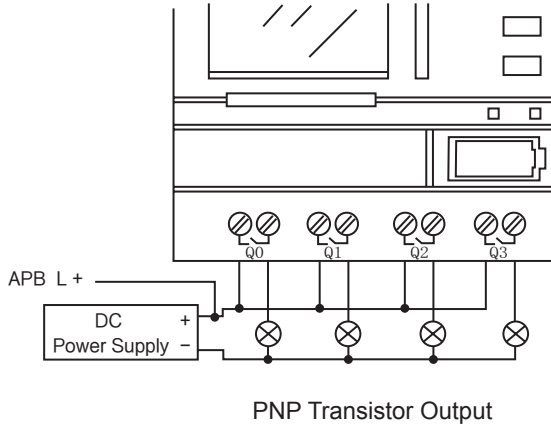 Q0 Q1 Q2 Q3
APB L +
DC +
Power Supply −
PNP Transistor Output